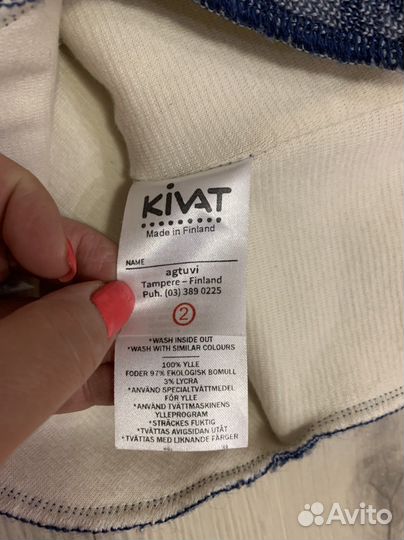 KIVAT
Made in Finland
NAME
agtuvi
Tampere – Finland
Puh. (03) 389 0225
2
*WASH INSIDE OUT
*WASH WITH SIMILAR COLOURS
100% YLLE
FODER 97% EKOLOGISK BOMULL
3% LYCRA
*ANVÄND SPECIALTVÄTTMEDEL
FÖR YLLE
*ANVÄND TVÄTTMASKINENS
YLLEPROGRAM
*STRÄCKES FUKTIG
*TVÄTTAS AVIGSIDAN UTÅT
*TVÄTTAS MED LIKNANDE FÄRGER
Avito